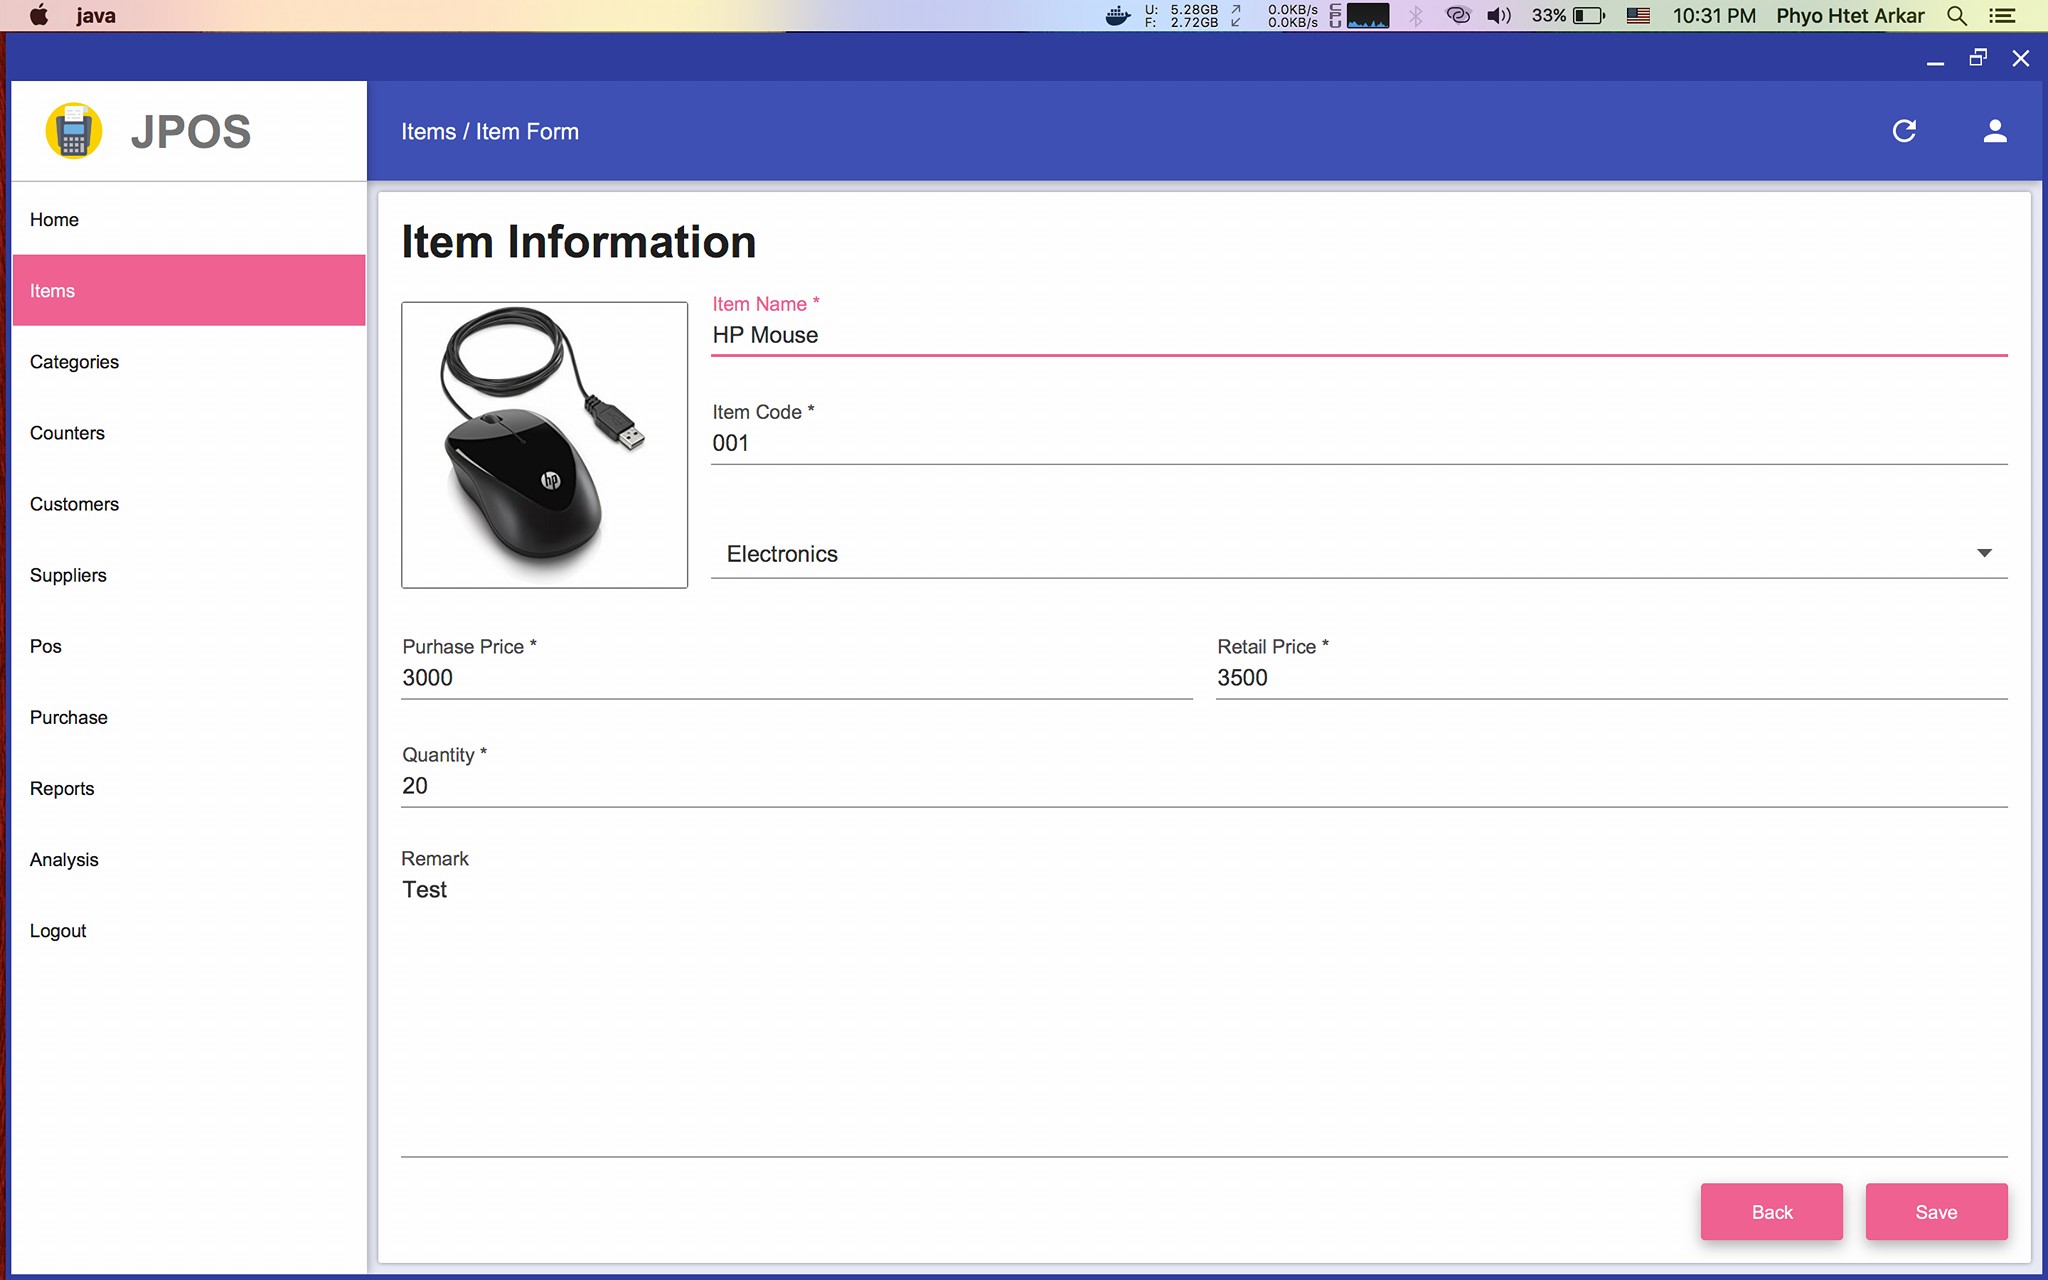 java
U: 5.28GB 0.0KB/s CPU
F: 2.72GB 0.0KB/s
33% 10:31 PM Phyo Htet Arkar
JPOS
Items / Item Form
Home
Items
Categories
Counters
Customers
Suppliers
Pos
Purchase
Reports
Analysis
Logout
Item Information
hp
Item Name *
HP Mouse
Item Code *
001
Electronics
Purhase Price *
3000
Retail Price *
3500
Quantity *
20
Remark
Test
Back Save